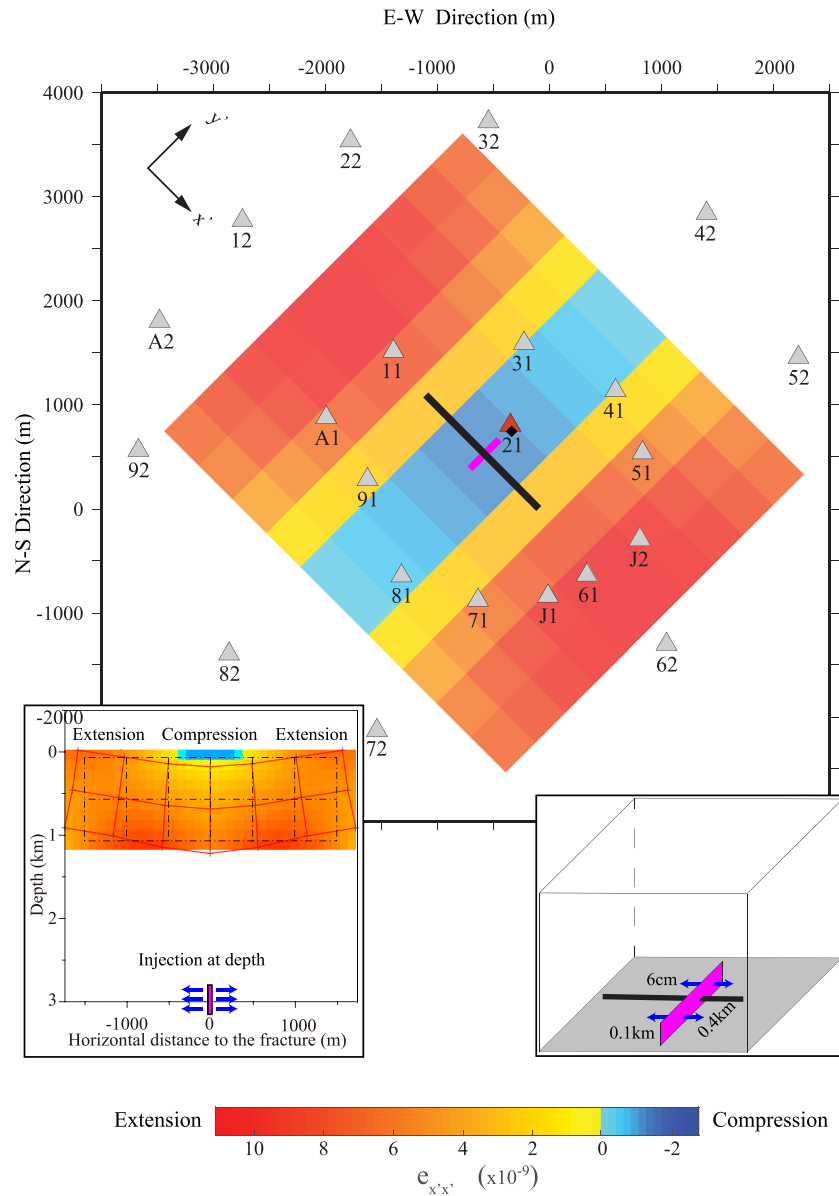 E-W Direction (m)
-3000 -2000 -1000 0 1000 2000
4000
3000
2000
1000
0
-1000
-2000
N-S Direction (m)
y'
x'
32
22
12
42
A2
52
31
11
41
A1
21
92
51
91
J2
81
61
71
J1
62
82
72
Extension Compression Extension
0
1
2
3
Depth (km)
Injection at depth
-1000 0 1000
Horizontal distance to the fracture (m)
6cm
0.1km
0.4km
Extension Compression
10 8 6 4 2 0 -2
e x'x' (x10-9)